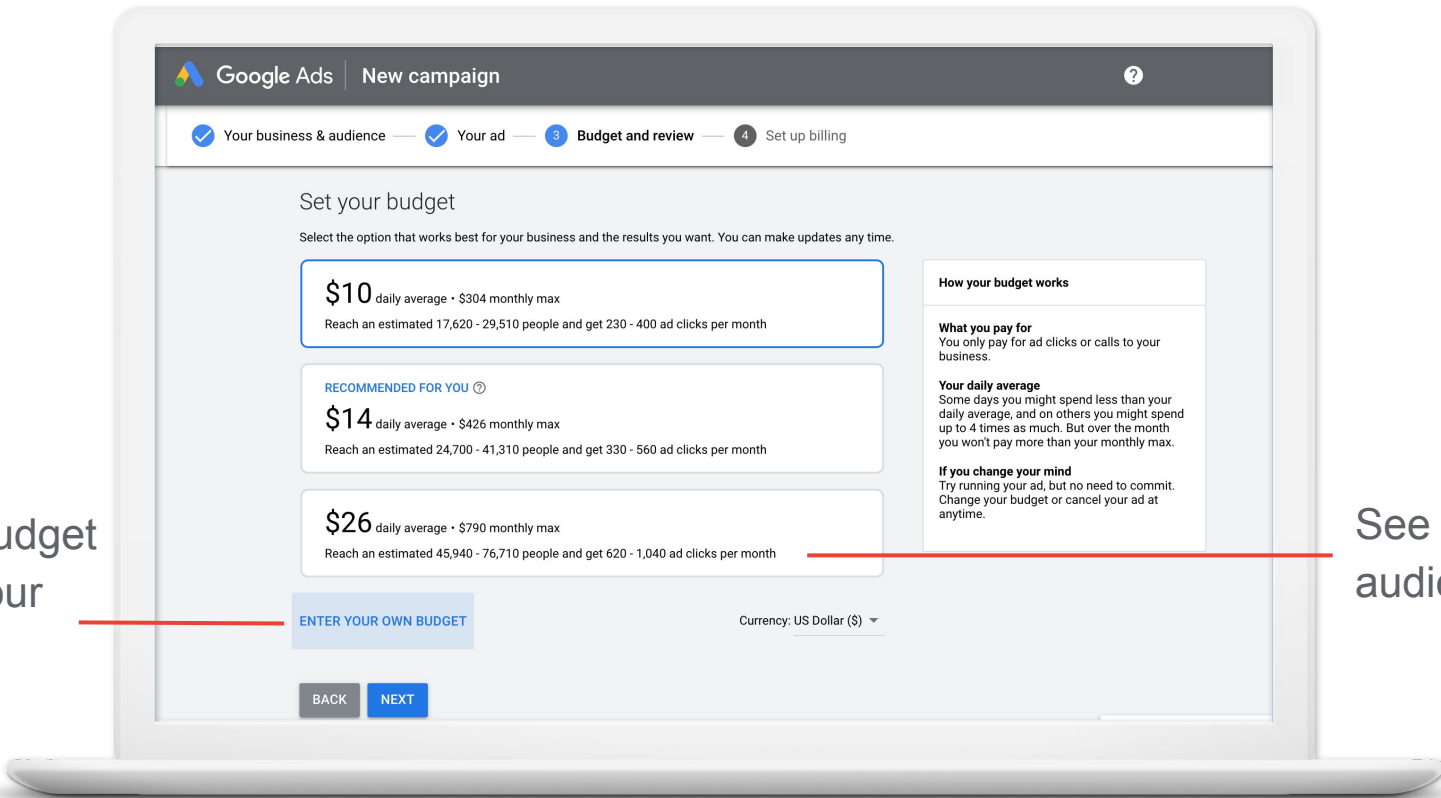 Google Ads New campaign
?
Your business & audience
Your ad
3 Budget and review
4 Set up billing
Set your budget
Select the option that works best for your business and the results you want. You can make updates any time.
$10 daily average • $304 monthly max
Reach an estimated 17,620 - 29,510 people and get 230 - 400 ad clicks per month
RECOMMENDED FOR YOU ?
$14 daily average • $426 monthly max
Reach an estimated 24,700 - 41,310 people and get 330 - 560 ad clicks per month
$26 daily average • $790 monthly max
Reach an estimated 45,940 - 76,710 people and get 620 - 1,040 ad clicks per month
ENTER YOUR OWN BUDGET
Currency: US Dollar ($)
BACK
NEXT
How your budget works
What you pay for
You only pay for ad clicks or calls to your
business.
Your daily average
Some days you might spend less than your
daily average, and on others you might spend
up to 4 times as much. But over the month
you won't pay more than your monthly max.
If you change your mind
Try running your ad, but no need to commit.
Change your budget or cancel your ad at
anytime.
See